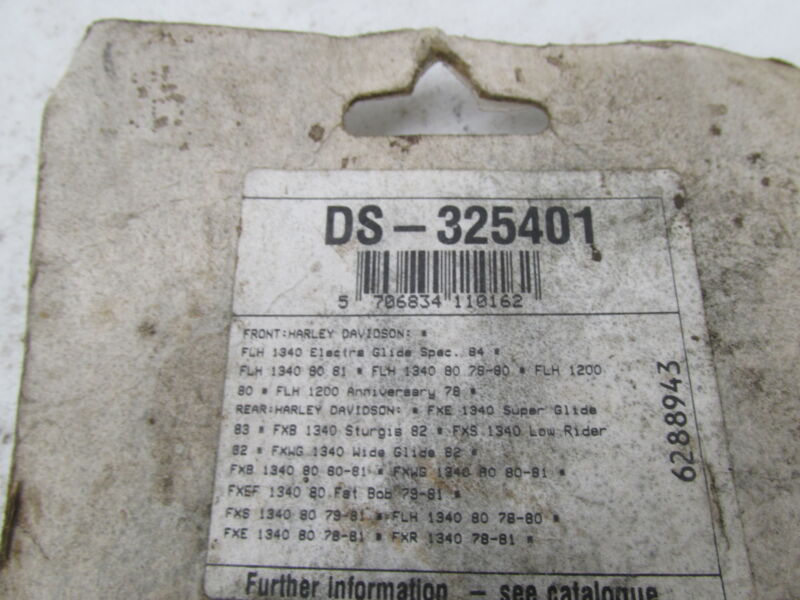 DS-325401
5 706834 110162
FRONT:HARLEY DAVIDSON: *
FLH 1340 Electra Glide Spec. 84 *
FLH 1340 80 81 * FLH 1340 80 78-80 * FLH 1200
80 * FLH 1200 Anniversary 78 *
REAR:HARLEY DAVIDSON: * FXE 1340 Super Glide
83 * FXB 1340 Sturgis 82 * FXS 1340 Low Rider
82 * FXWG 1340 Wide Glide 82 *
FXB 1340 80 80-81 * FXWG 1340 80 80-81 *
FXEF 1340 80 Fat Bob 79-81 *
FXS 1340 80 79-81 * FLH 1340 80 78-80 *
FXE 1340 80 78-81 * FXR 1340 78-81 *
Further information - see catalogue
6288943